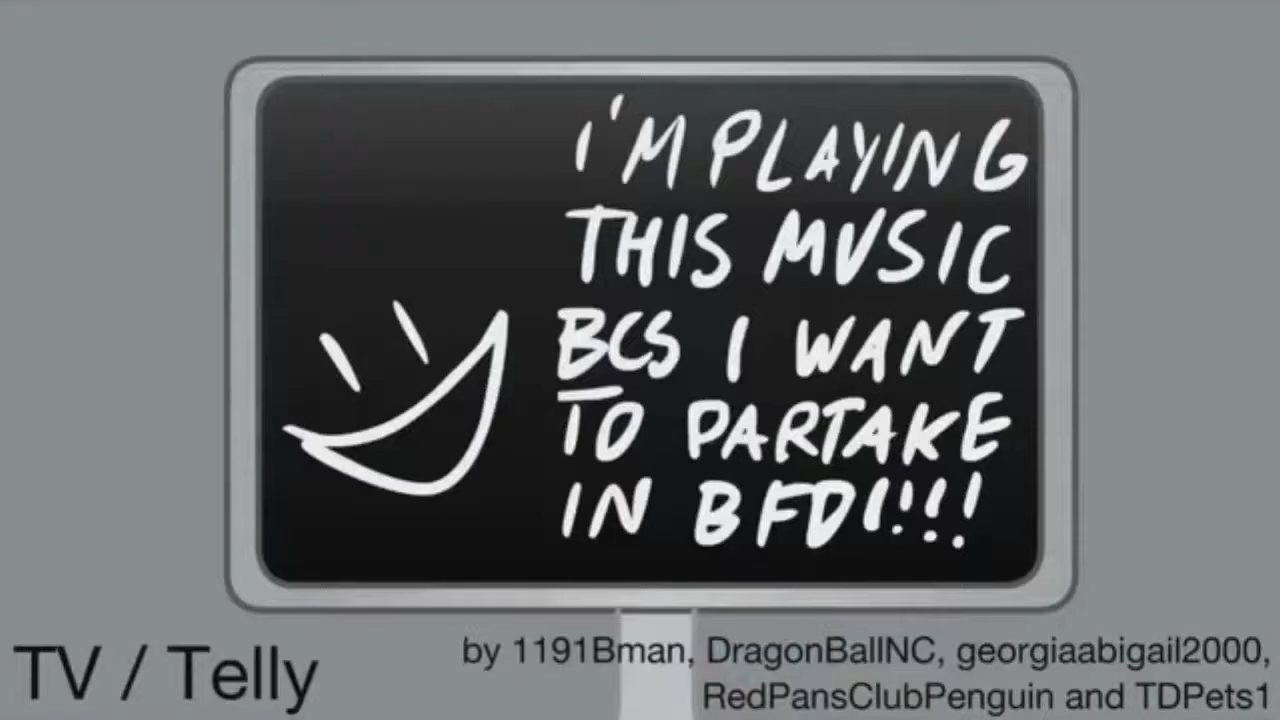 I'M PLAYING
THIS MUSIC
BCS I WANT
TO PARTAKE
IN BFDI!!!
TV / Telly
by 1191Bman, DragonBallNC, georgiaabigail2000,
RedPansClubPenguin and TDPets1